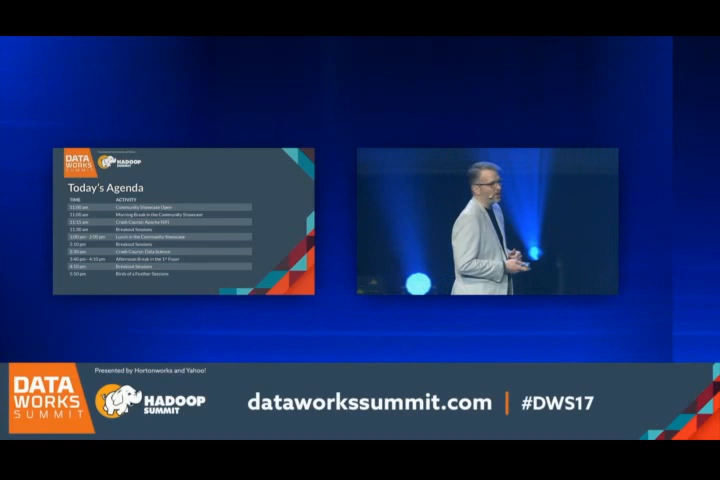 DATA
WORKS
SUMMIT
HADOOP
SUMMIT
Today's Agenda
TIME ACTIVITY
11:00 am Community Showcase Open
11:00 am Morning Break in the Community Showcase
11:15 am Crash Course: Apache NiFi
11:30 am Breakout Sessions
1:00 pm - 2:00 pm Lunch in the Community Showcase
2:10 pm Breakout Sessions
2:30 pm Crash Course: Data Science
3:40 pm - 4:10 pm Afternoon Break in the 1st Foyer
4:10 pm Breakout Sessions
5:50 pm Birds of a Feather Sessions
Presented by Hortonworks and Yahoo!
DATA
WORKS
SUMMIT
HADOOP
SUMMIT
dataworkssummit.com | #DWS17